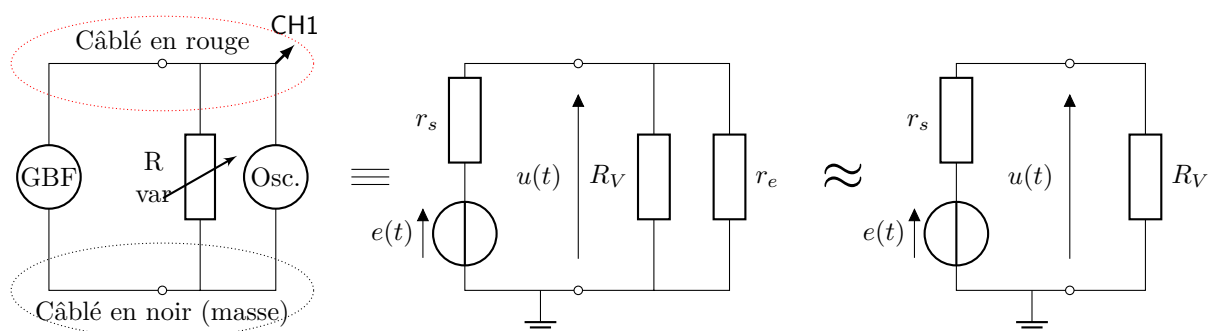 CH1
Câblé en rouge
GBF
R
var
Osc.
Câblé en noir (masse)
≡
r_s
e(t)
u(t)
R_V
r_e
≈
r_s
e(t)
u(t)
R_V